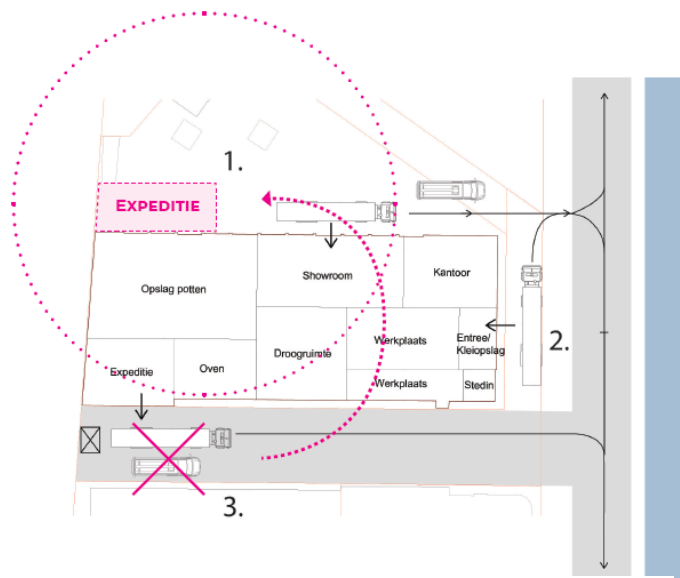 1.
EXPEDITIE
Showroom
Kantoor
Opslag potten
Droogruimte
Werkplaats
Entree/
Kleiopslag
2.
Expeditie
Oven
Werkplaats
Stedin
3.